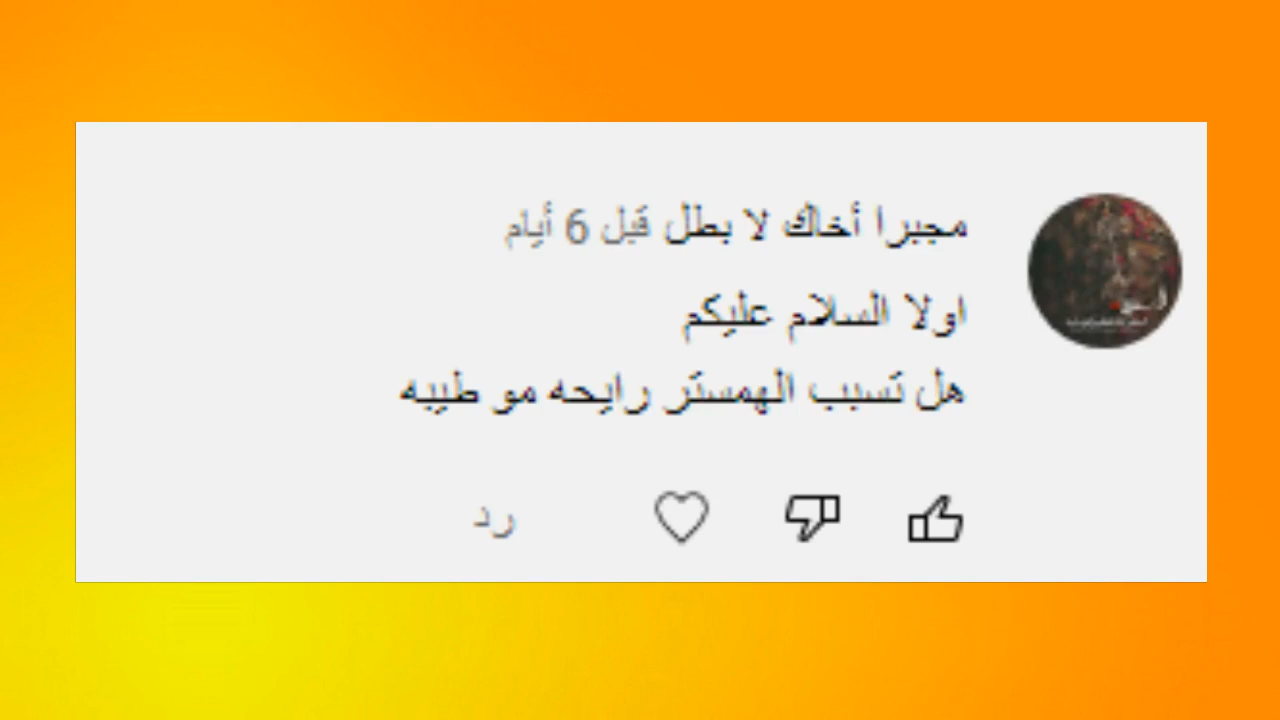 مجبرا أخاك لا بطل قبل 6 أيام
اولا السلام عليكم
هل تسبب الهمستر رايحه مو طيبه
رد